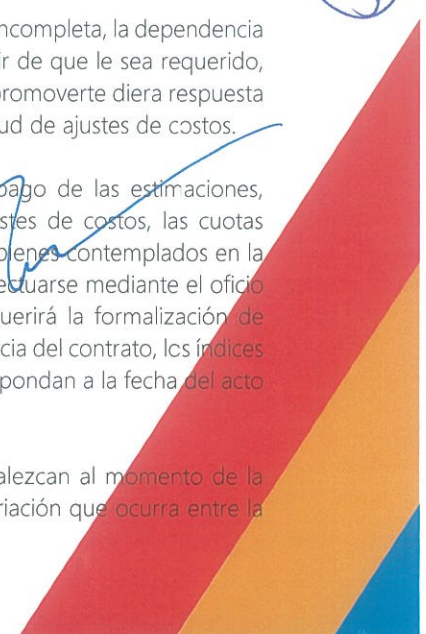 ncompleta, la dependencia
ir de que le sea requerido,
promoverte diera respuesta
ud de ajustes de costos.
pago de las estimaciones,
stes de costos, las cuotas
bienes contemplados en la
ectuarse mediante el oficio
uerirá la formalización de
cia del contrato, los índices
pondan a la fecha del acto
alezcan al momento de la
riación que ocurra entre la